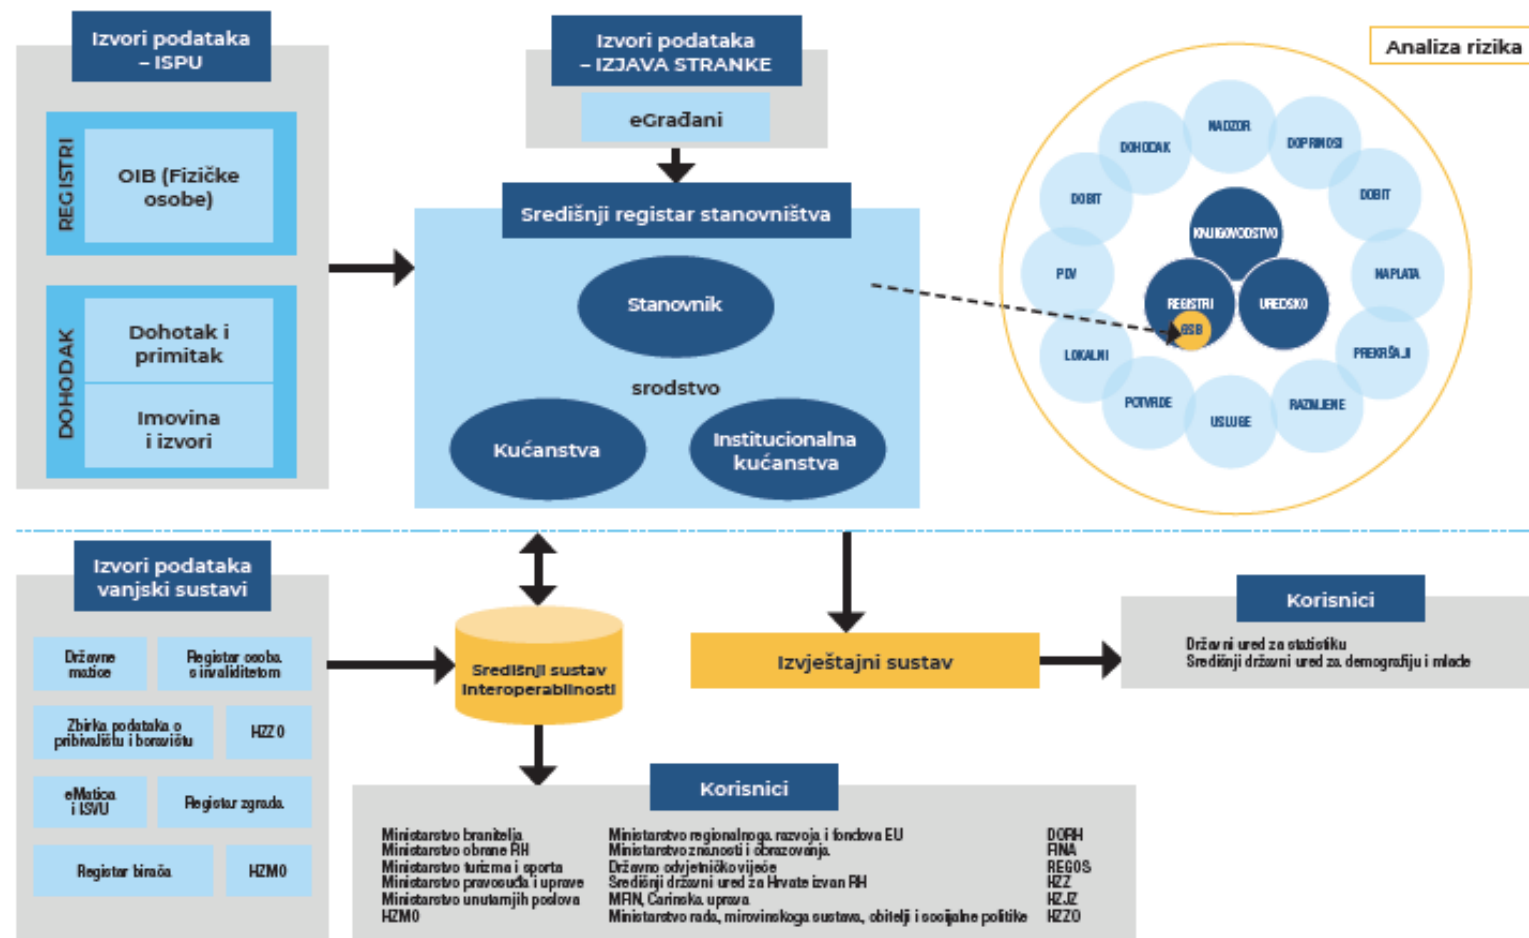 Izvori podataka
– ISPU
REGISTRI
OIB (Fizičke
osobe)
DOHODAK
Dohotak i
primitak
Imovina
i izvori
Izvori podataka
– IZJAVA STRANKE
eGrađani
Središnji registar stanovništva
Stanovnik
srodstvo
Kućanstva
Institucionalna
kućanstva
Analiza rizika
NADZOR
DOPRINOSI
DOBIT
NAPLATA
PREKRŠAJI
RAZMJENE
USLUGE
POTVRDE
LOKALNI
PDV
DOBIT
DOHODAK
KNJIGOVODSTVO
REGISTRI
UREDSKO
GSB
Izvori podataka
vanjski sustavi
Državne
matice
Registar osoba
s invaliditetom
Zbirka podataka o
pribivalištu i boravištu
HZZO
eMatica
i ISVU
Registar zgrada
Registar birača
HZMO
Središnji sustav
interoperabilnosti
Izvještajni sustav
Korisnici
Državni ured za statistiku
Središnji državni ured za demografiju i mlade
Korisnici
Ministarstvo branitelja
Ministarstvo obrane RH
Ministarstvo turizma i sporta
Ministarstvo pravosuđa i uprave
Ministarstvo unutarnjih poslova
HZMO
Ministarstvo regionalnoga razvoja i fondova EU
Ministarstvo znanosti i obrazovanja
Državno odvjetničko vijeće
Središnji državni ured za Hrvate izvan RH
MFIN, Carinska uprava
Ministarstvo rada, mirovinskoga sustava, obitelji i socijalne politike
DORH
FINA
REGOS
HZZ
HZJZ
HZZO